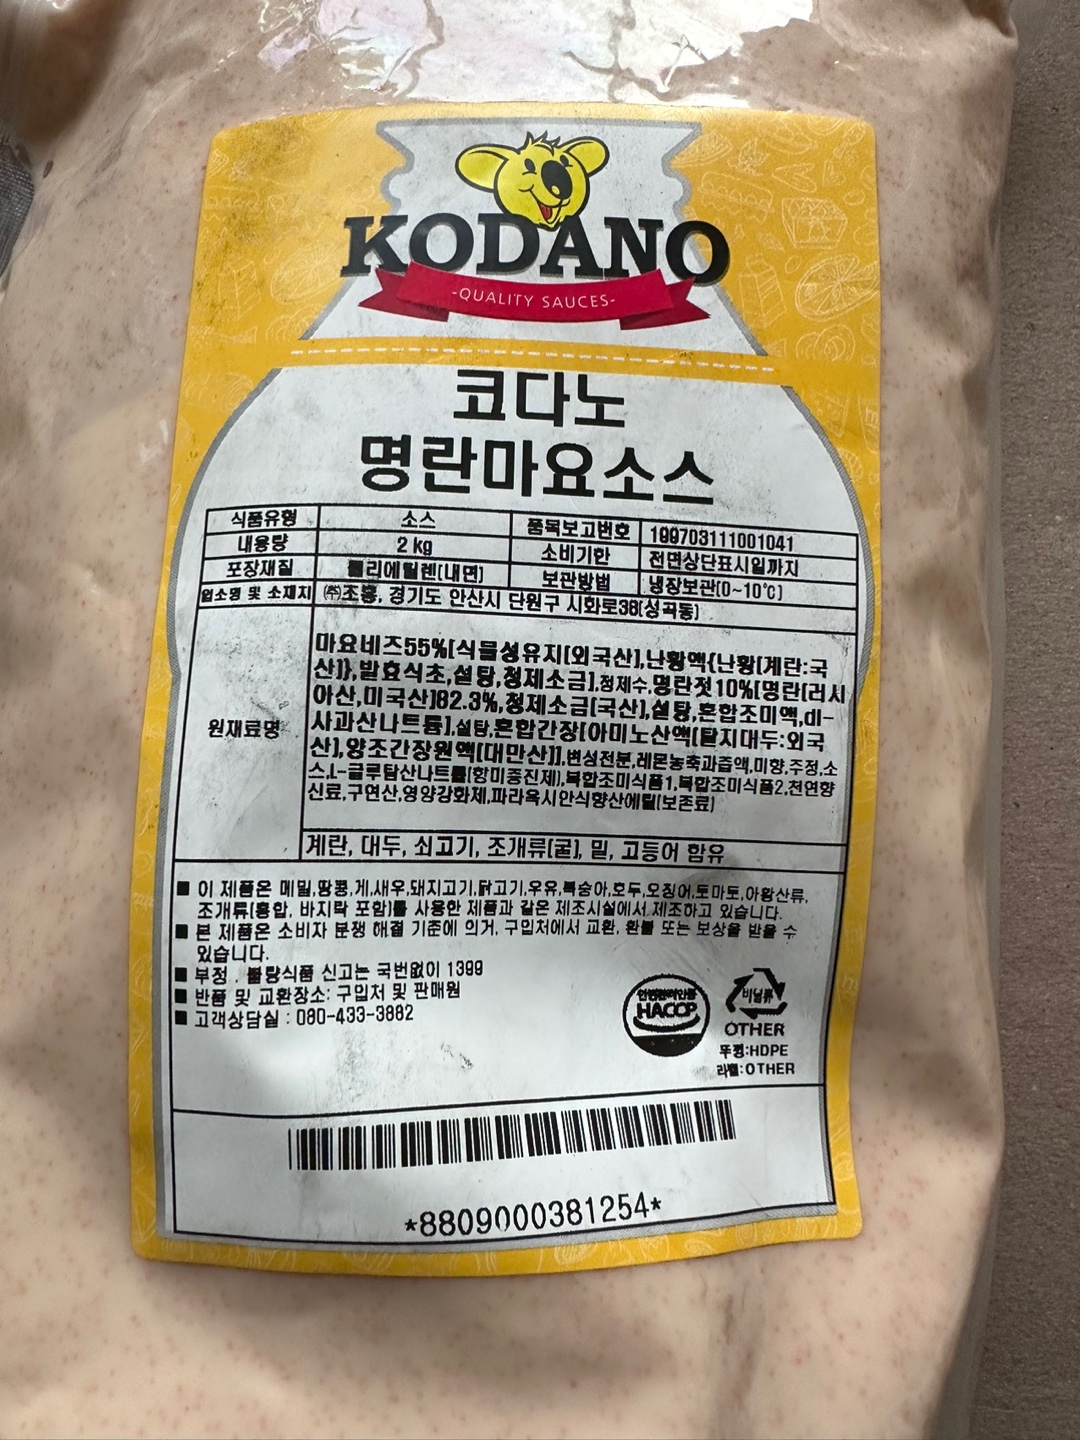 KODANO
-QUALITY SAUCES-
코다노
명란마요소스
식품유형 소스 품목보고번호 199703111001041
내용량 2 kg 소비기한 전면상단표시일까지
포장재질 폴리에틸렌(내면) 보관방법 냉장보관(0~10℃)
업소명 및 소재지 ㈜조흥, 경기도 안산시 단원구 시화로38(성곡동)
원재료명
마요네즈55%[식물성유지(외국산),난황액{난황(계란:국
산)},발효식초,설탕,정제소금],정제수,명란젓10%[명란(러시
아산,미국산)82.3%,정제소금(국산),설탕,혼합조미액,dl-
사과산나트륨],설탕,혼합간장[아미노산액(탈지대두:외국
산),양조간장원액(대만산)],변성전분,레몬농축과즙액,미향,주정,소
스,L-글루탐산나트륨(향미증진제),복합조미식품1,복합조미식품2,천연향
신료,구연산,영양강화제,파라옥시안식향산에틸(보존료)
계란, 대두, 쇠고기, 조개류(굴), 밀, 고등어 함유
■ 이 제품은 메밀,땅콩,게,새우,돼지고기,닭고기,우유,복숭아,호두,오징어,토마토,아황산류,
조개류(홍합, 바지락 포함)를 사용한 제품과 같은 제조시설에서 제조하고 있습니다.
■ 본 제품은 소비자 분쟁 해결 기준에 의거, 구입처에서 교환, 환불 또는 보상을 받을 수
있습니다.
■ 부정 . 불량식품 신고는 국번없이 1399
■ 반품 및 교환장소: 구입처 및 판매원
■ 고객상담실 : 080-433-3882
안전관리인증
HACCP
비닐류
OTHER
뚜껑:HDPE
라벨:OTHER
*8809000381254*